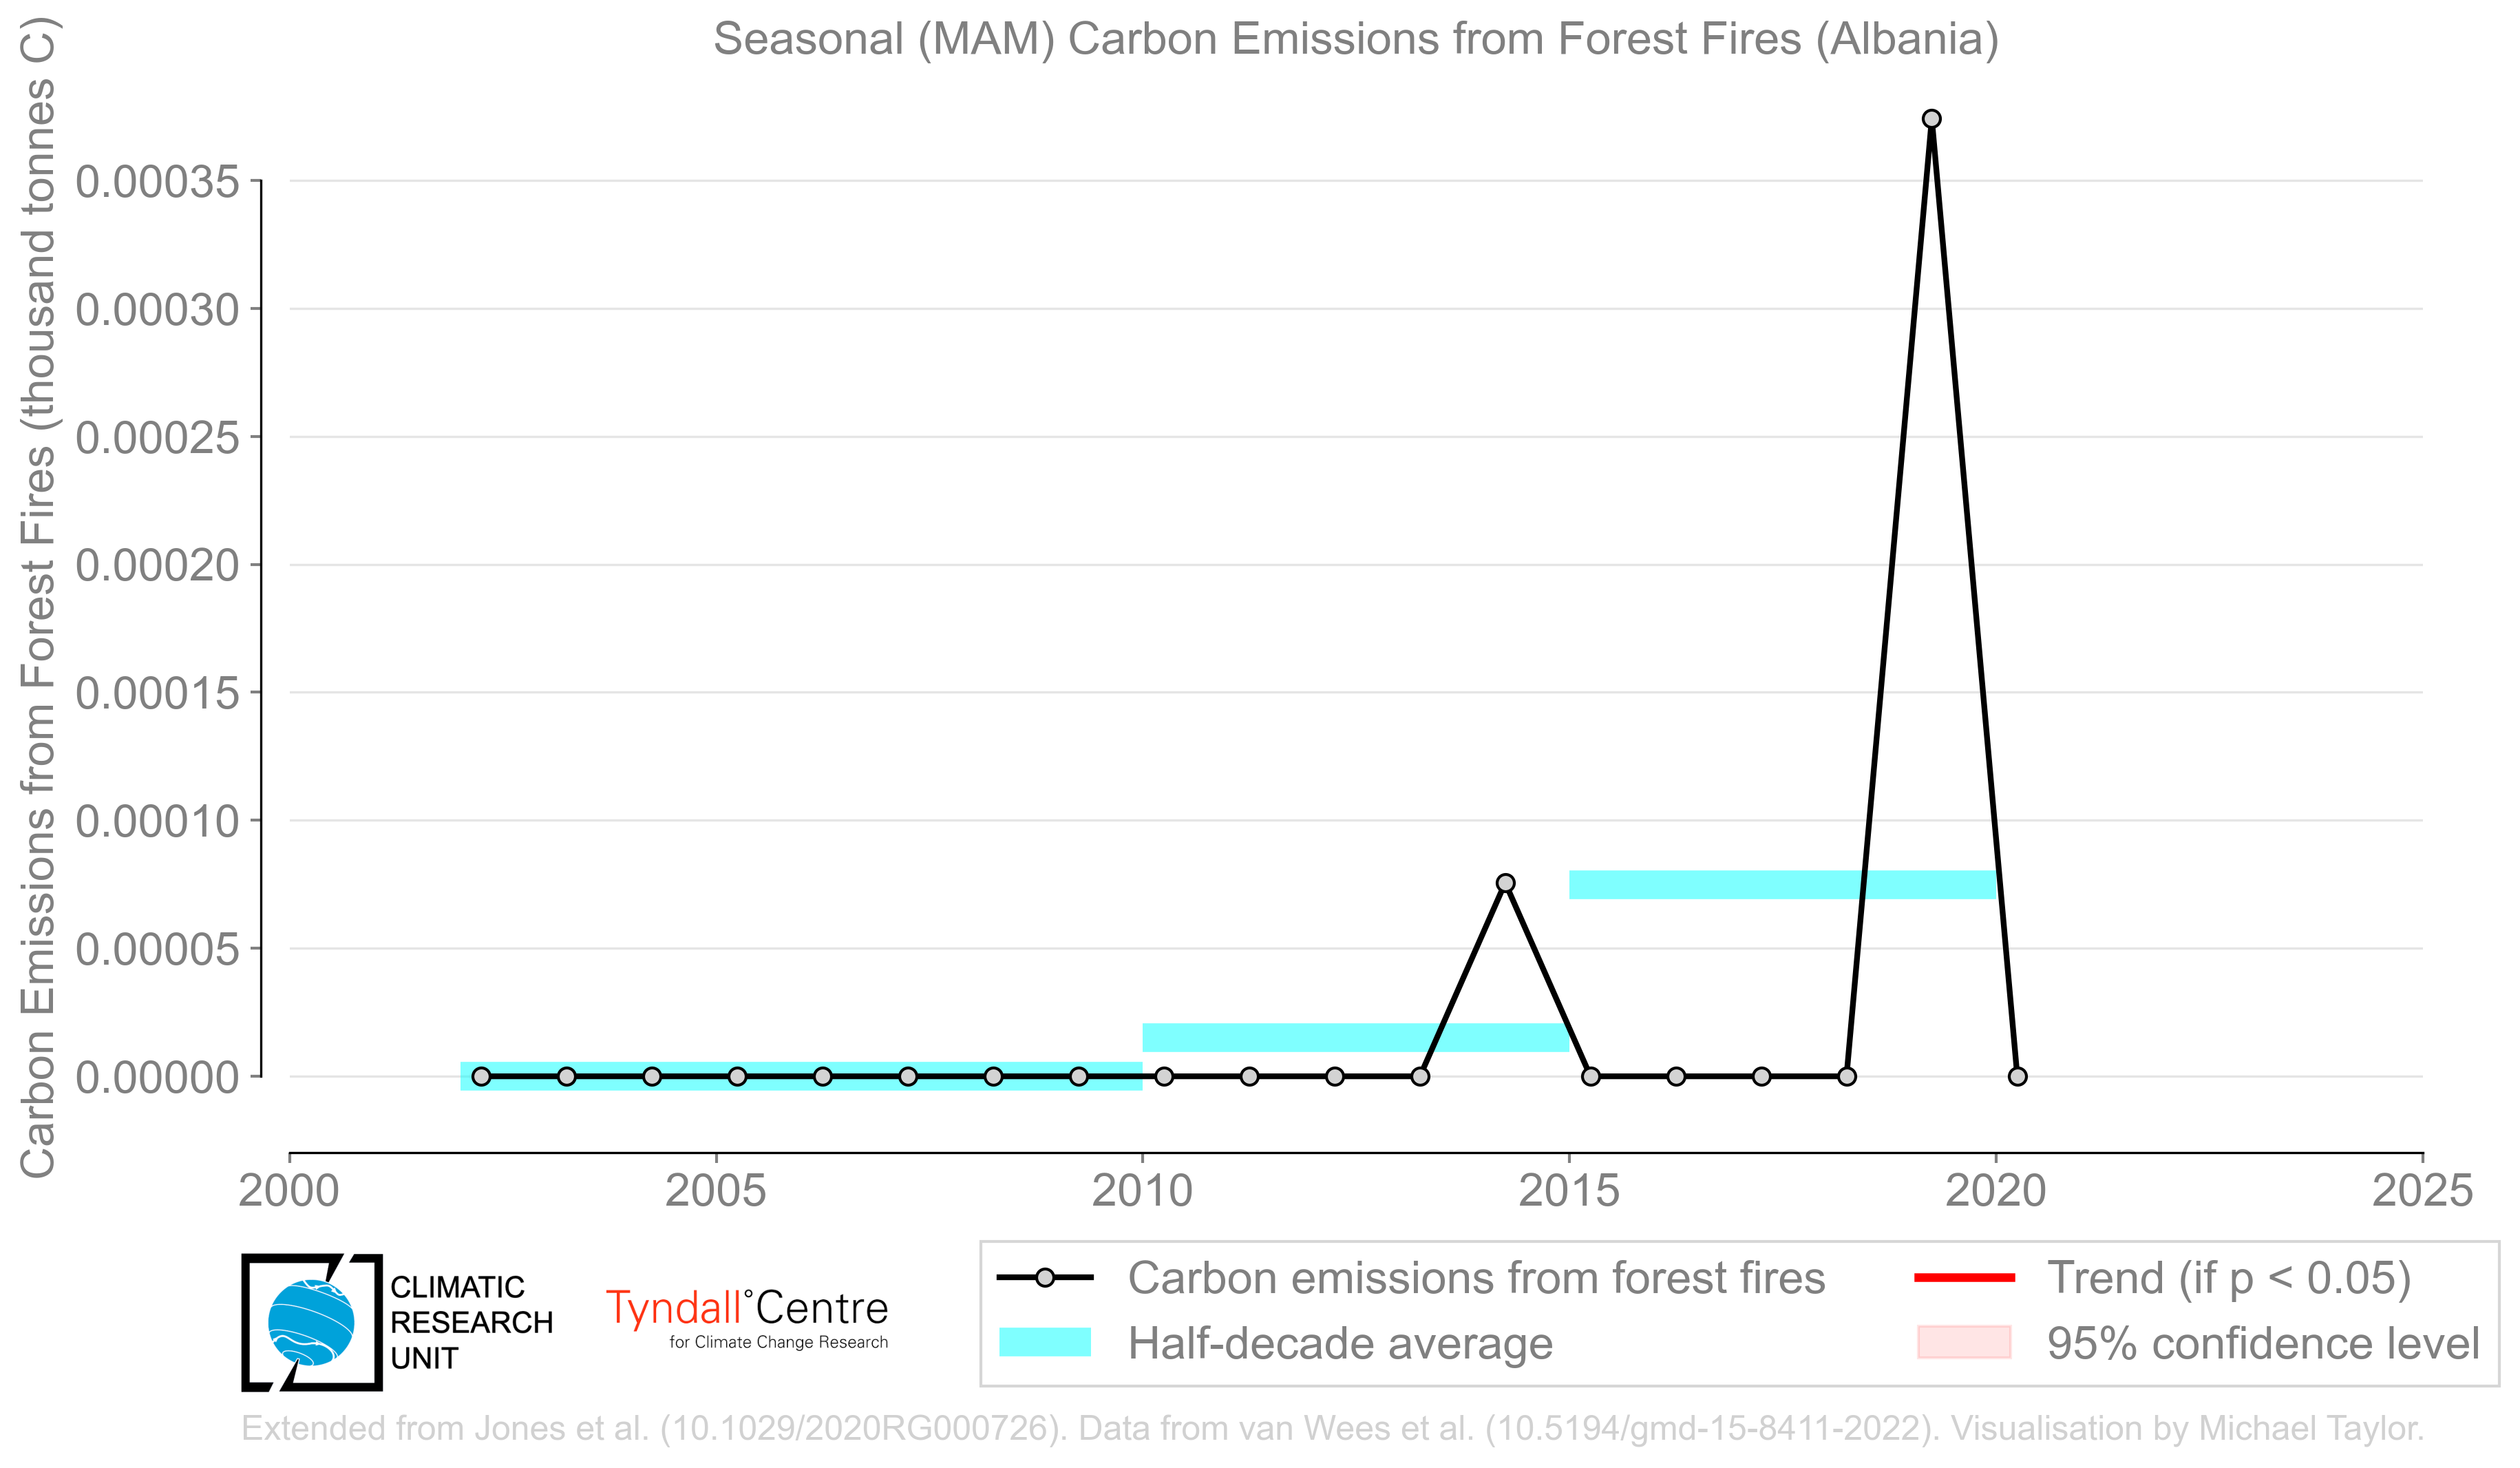 Seasonal (MAM) Carbon Emissions from Forest Fires (Albania)
Carbon Emissions from Forest Fires (thousand tonnes C)
0.00035
0.00030
0.00025
0.00020
0.00015
0.00010
0.00005
0.00000
2000 2005 2010 2015 2020 2025
CLIMATIC
RESEARCH
UNIT
Tyndall°Centre
for Climate Change Research
Carbon emissions from forest fires
Half-decade average
Trend (if p < 0.05)
95% confidence level
Extended from Jones et al. (10.1029/2020RG000726). Data from van Wees et al. (10.5194/gmd-15-8411-2022). Visualisation by Michael Taylor.